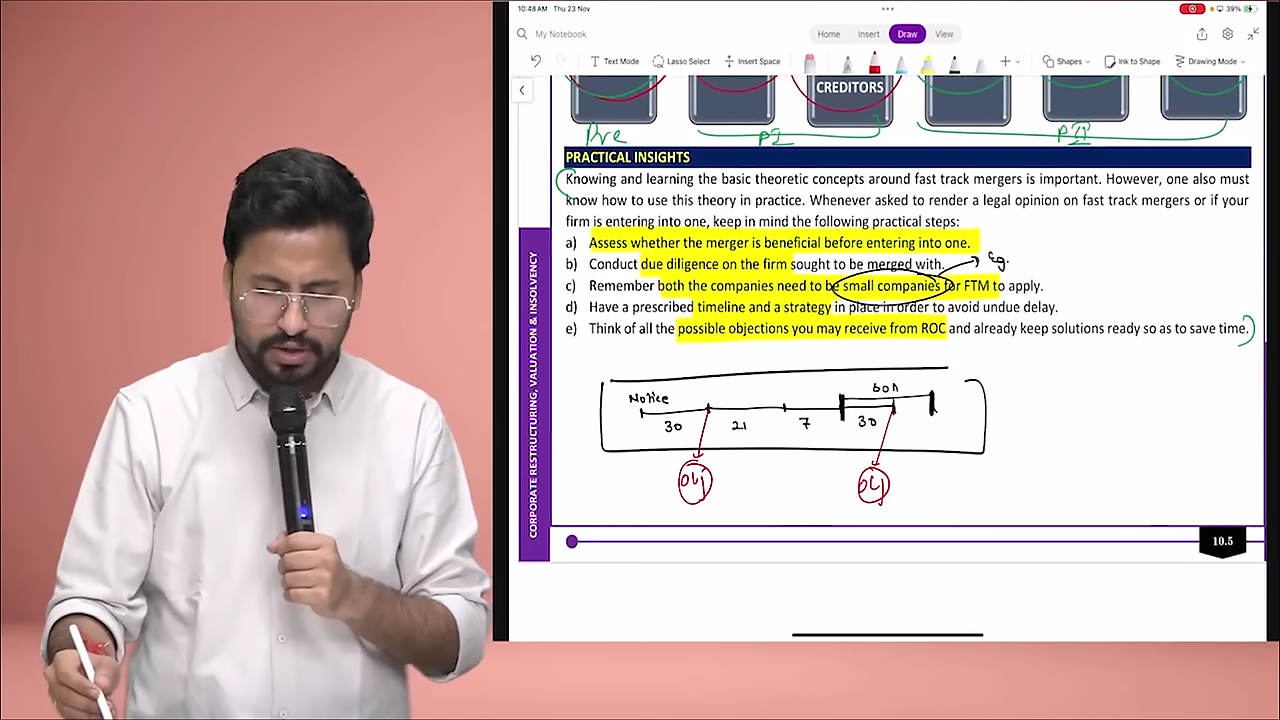 10:48 AM Thu 23 Nov
39%
My Notebook
Home Insert Draw View
Text Mode Lasso Select Insert Space Shapes Ink to Shape Drawing Mode
CREDITORS
Pre PI PII
PRACTICAL INSIGHTS
Knowing and learning the basic theoretic concepts around fast track mergers is important. However, one also must
know how to use this theory in practice. Whenever asked to render a legal opinion on fast track mergers or if your
firm is entering into one, keep in mind the following practical steps:
a) Assess whether the merger is beneficial before entering into one.
b) Conduct due diligence on the firm sought to be merged with.
eg.
c) Remember both the companies need to be small companies for FTM to apply.
d) Have a prescribed timeline and a strategy in place in order to avoid undue delay.
e) Think of all the possible objections you may receive from ROC and already keep solutions ready so as to save time.
Notice
30 21 7 30
Obj Obj
CORPORATE RESTRUCTURING, VALUATION & INSOLVENCY
10.5